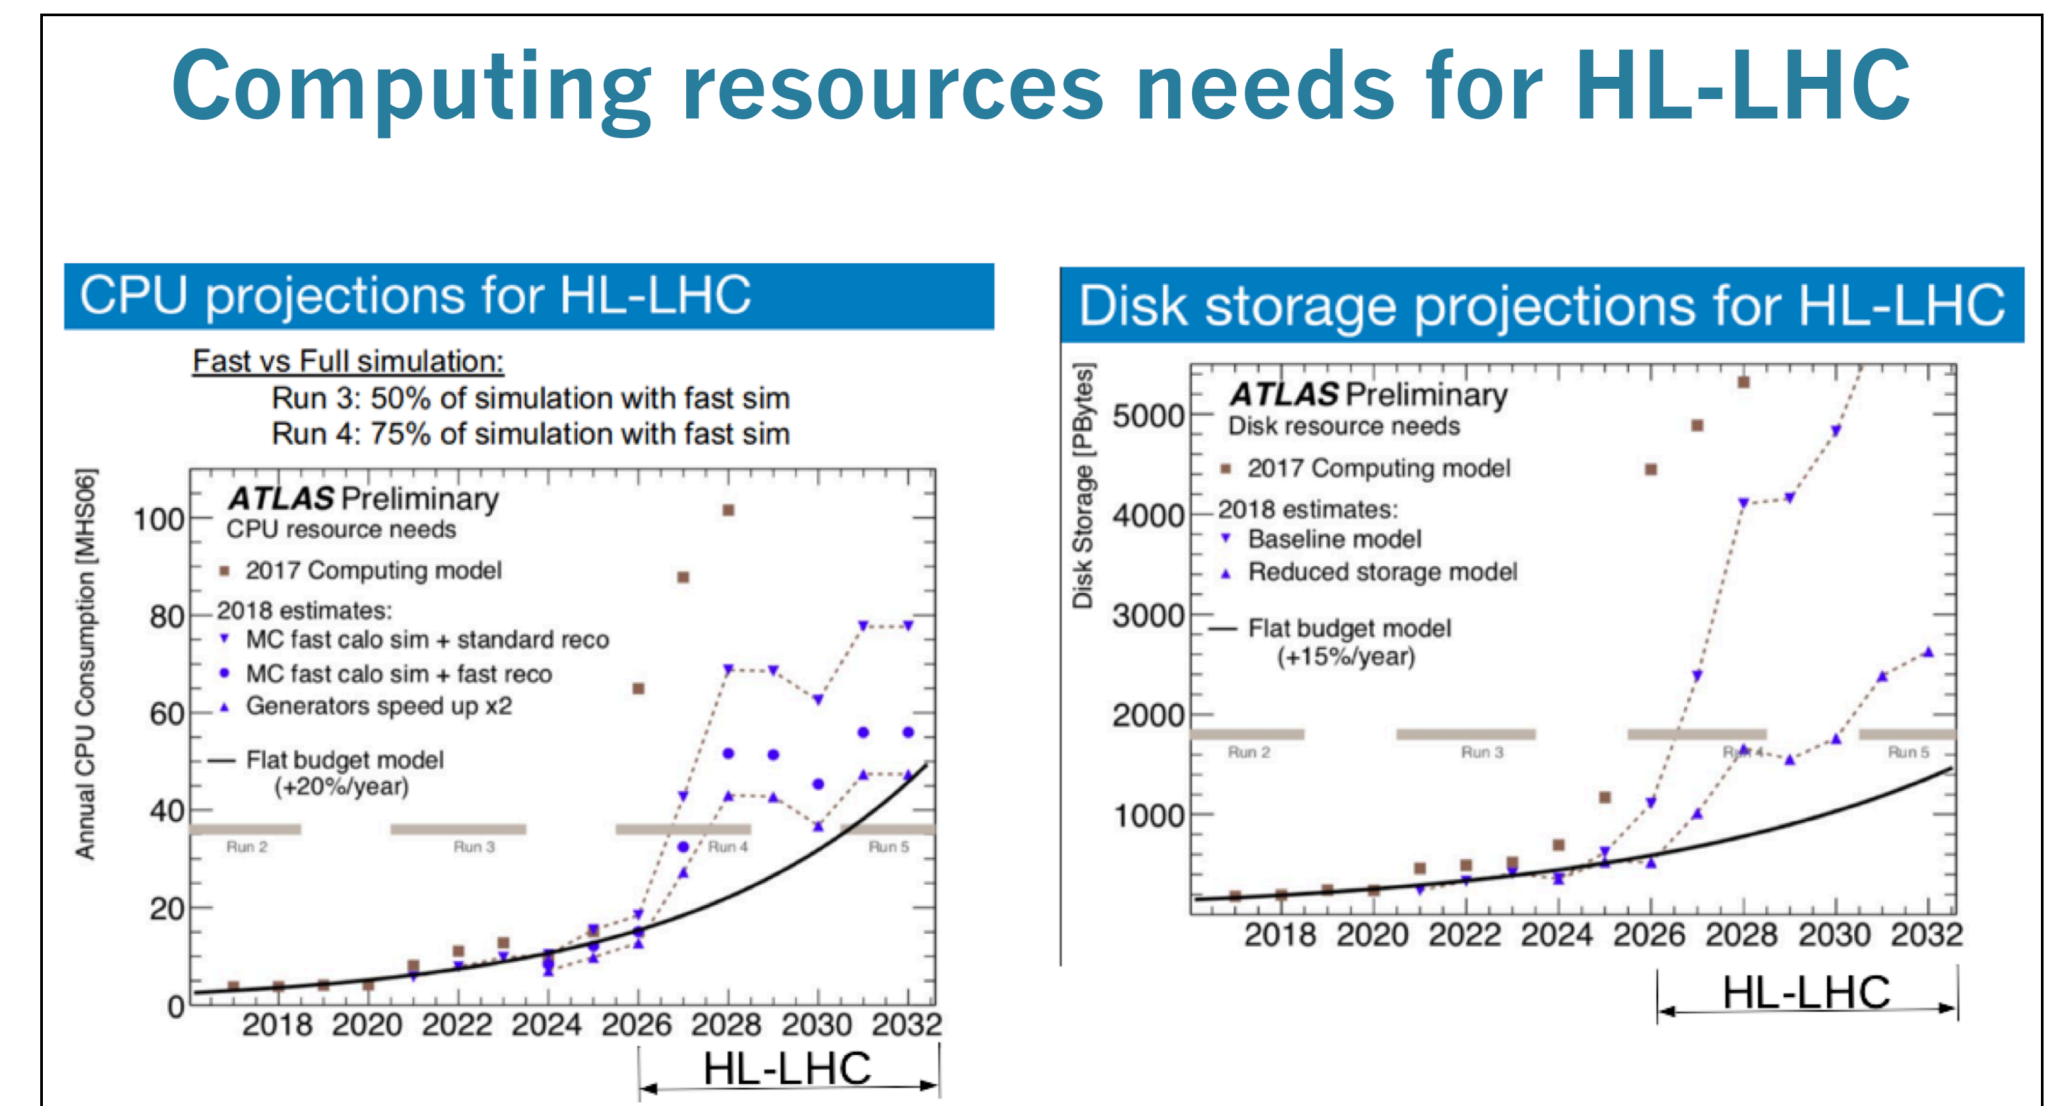 Computing resources needs for HL-LHC
CPU projections for HL-LHC
Fast vs Full simulation:
Run 3: 50% of simulation with fast sim
Run 4: 75% of simulation with fast sim
Annual CPU Consumption [MHS06]
ATLAS Preliminary
CPU resource needs
2017 Computing model
2018 estimates:
MC fast calo sim + standard reco
MC fast calo sim + fast reco
Generators speed up x2
Flat budget model
(+20%/year)
100
80
60
40
20
0
Run 2
Run 3
Run 4
Run 5
2018 2020 2022 2024 2026 2028 2030 2032
HL-LHC
Disk storage projections for HL-LHC
Disk Storage [PBytes]
ATLAS Preliminary
Disk resource needs
2017 Computing model
2018 estimates:
Baseline model
Reduced storage model
Flat budget model
(+15%/year)
5000
4000
3000
2000
1000
Run 2
Run 3
Run 4
Run 5
2018 2020 2022 2024 2026 2028 2030 2032
HL-LHC